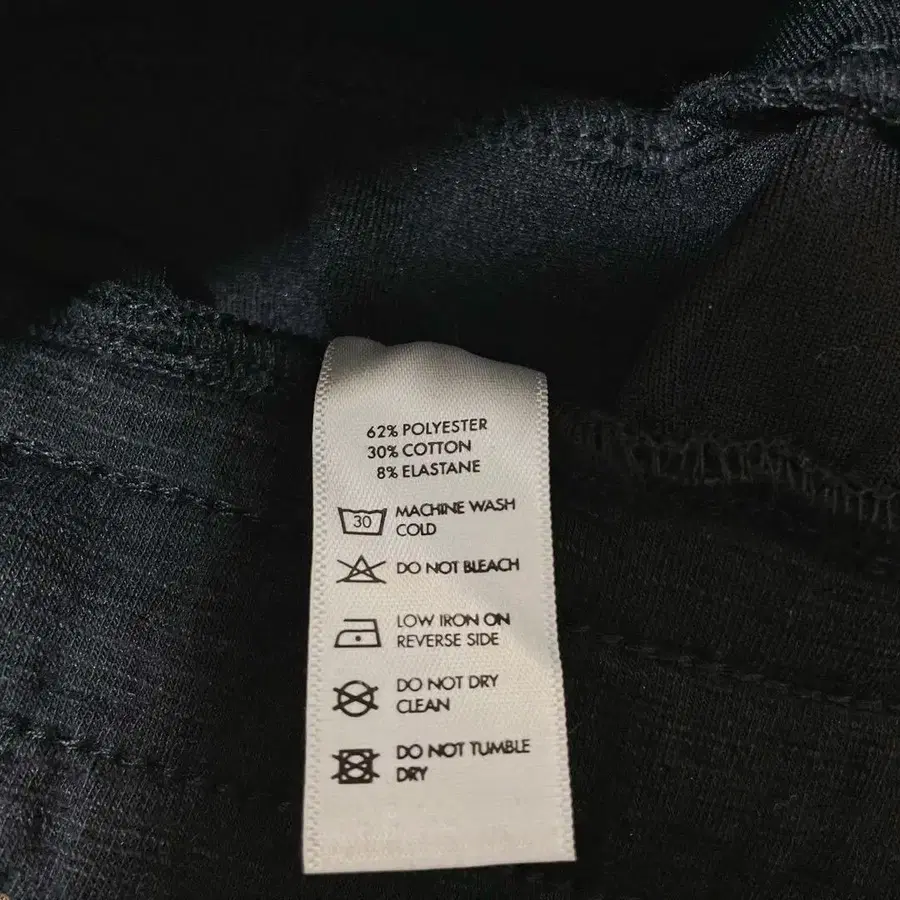 62% POLYESTER
30% COTTON
8% ELASTANE
30 MACHINE WASH
COLD
DO NOT BLEACH
LOW IRON ON
REVERSE SIDE
DO NOT DRY
CLEAN
DO NOT TUMBLE
DRY